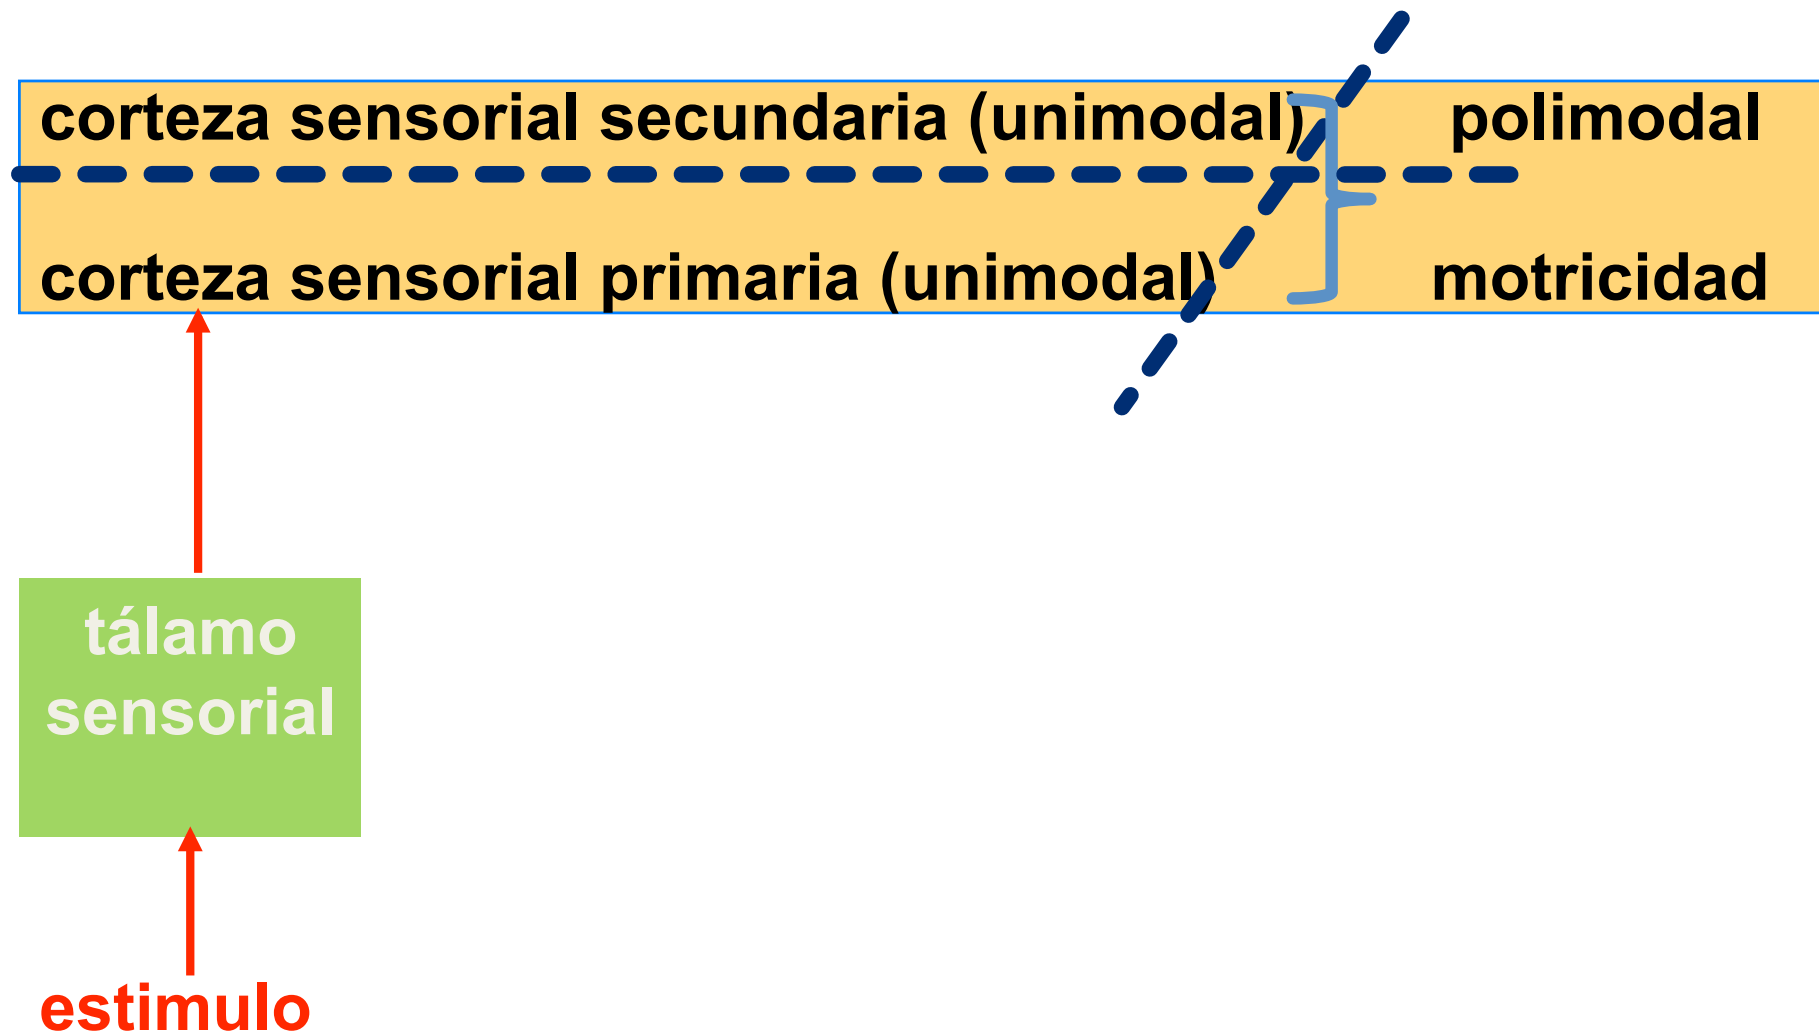 corteza sensorial secundaria (unimodal) polimodal
corteza sensorial primaria (unimodal) motricidad
tálamo
sensorial
estimulo